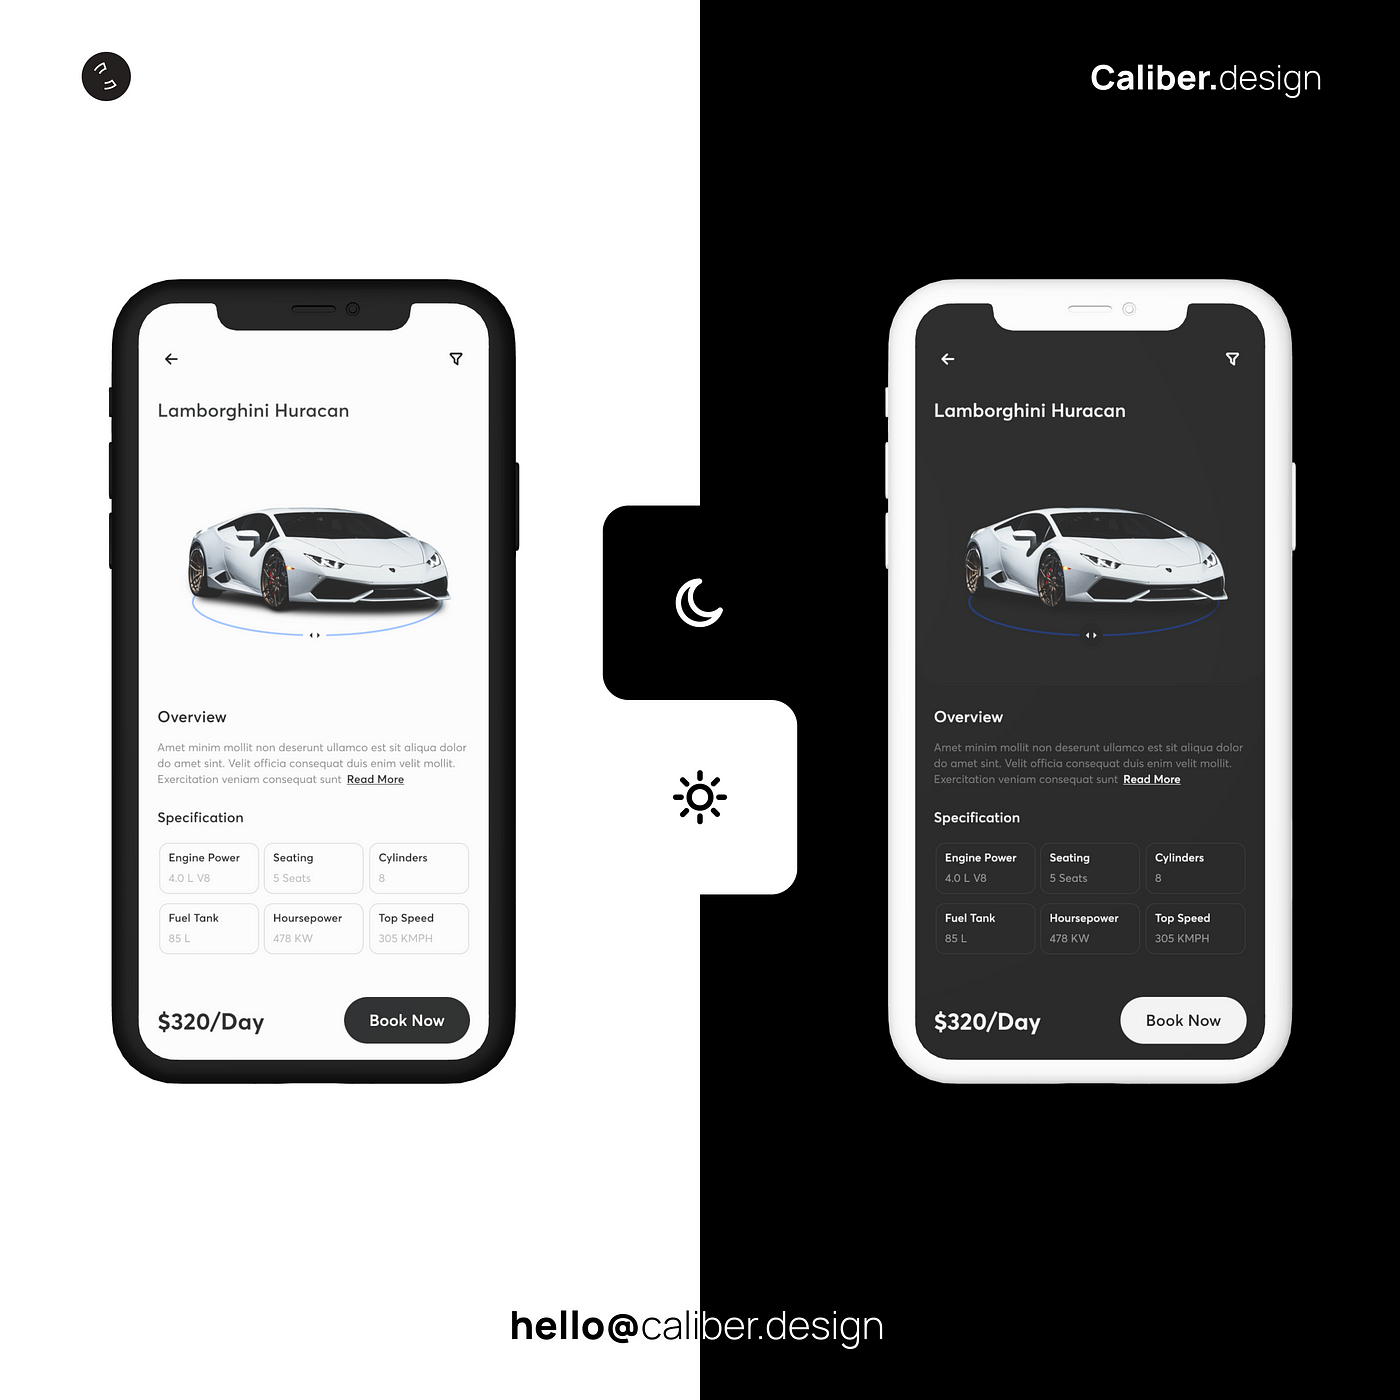 Caliber.design
Lamborghini Huracan
Overview
Amet minim mollit non deserunt ullamco est sit aliqua dolor
do amet sint. Velit officia consequat duis enim velit mollit.
Exercitation veniam consequat sunt Read More
Specification
Engine Power
4.0 L V8
Seating
5 Seats
Cylinders
8
Fuel Tank
85 L
Hoursepower
478 KW
Top Speed
305 KMPH
$320/Day
Book Now
Lamborghini Huracan
Overview
Amet minim mollit non deserunt ullamco est sit aliqua dolor
do amet sint. Velit officia consequat duis enim velit mollit.
Exercitation veniam consequat sunt Read More
Specification
Engine Power
4.0 L V8
Seating
5 Seats
Cylinders
8
Fuel Tank
85 L
Hoursepower
478 KW
Top Speed
305 KMPH
$320/Day
Book Now
hello@caliber.design